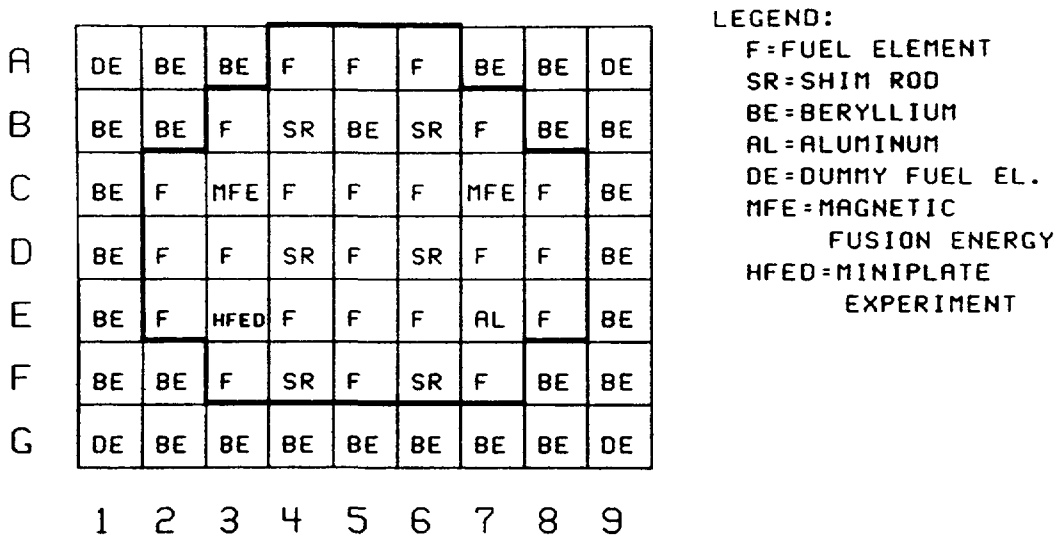 LEGEND:
F=FUEL ELEMENT
SR=SHIM ROD
BE=BERYLLIUM
AL=ALUMINUM
DE=DUMMY FUEL EL.
MFE=MAGNETIC
FUSION ENERGY
HFED=MINIPLATE
EXPERIMENT
A DE BE BE F F F BE BE DE
B BE BE F SR BE SR F BE BE
C BE F MFE F F F MFE F BE
D BE F F SR F SR F F BE
E BE F HFED F F F AL F BE
F BE BE F SR F SR F BE BE
G DE BE BE BE BE BE BE BE DE
1 2 3 4 5 6 7 8 9